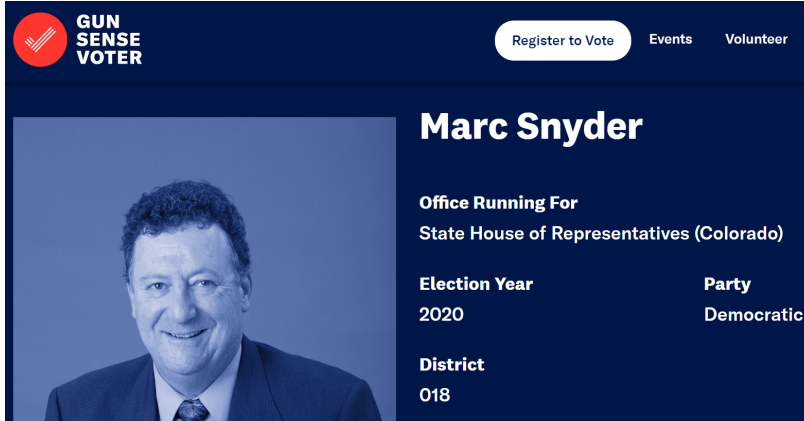 GUN
SENSE
VOTER
Register to Vote
Events
Volunteer
Marc Snyder
Office Running For
State House of Representatives (Colorado)
Election Year
2020
Party
Democratic
District
018